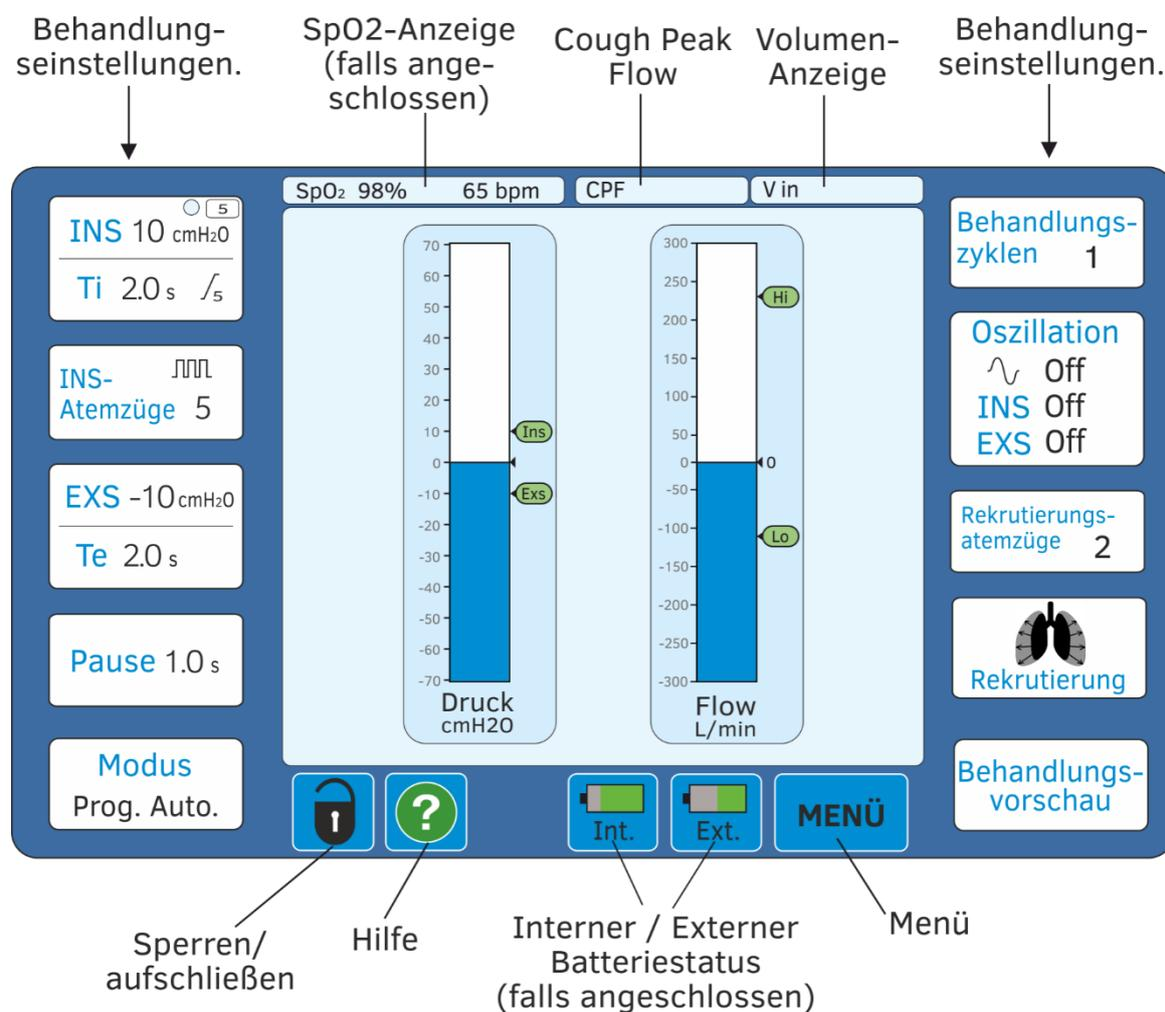 Behandlung-
seinstellungen.
SpO2-Anzeige
(falls ange-
schlossen)
Cough Peak
Flow
Volumen-
Anzeige
Behandlung-
seinstellungen.
SpO₂ 98% 65 bpm
CPF
V in
5
INS 10 cmH₂O
Ti 2.0 s 5
INS-
Atemzüge 5
EXS -10 cmH₂O
Te 2.0 s
Pause 1.0 s
Modus
Prog. Auto.
70
60
50
40
30
20
10
0
-10
-20
-30
-40
-50
-60
-70
Ins
Exs
Druck
cmH2O
300
250
200
150
100
50
0
-50
-100
-150
-200
-250
-300
Hi
0
Lo
Flow
L/min
Behandlungs-
zyklen 1
Oszillation
Off
INS Off
EXS Off
Rekrutierungs-
atemzüge 2
Rekrutierung
Behandlungs-
vorschau
?
Int.
Ext.
MENÜ
Sperren/
aufschließen
Hilfe
Interner / Externer
Batteriestatus
(falls angeschlossen)
Menü